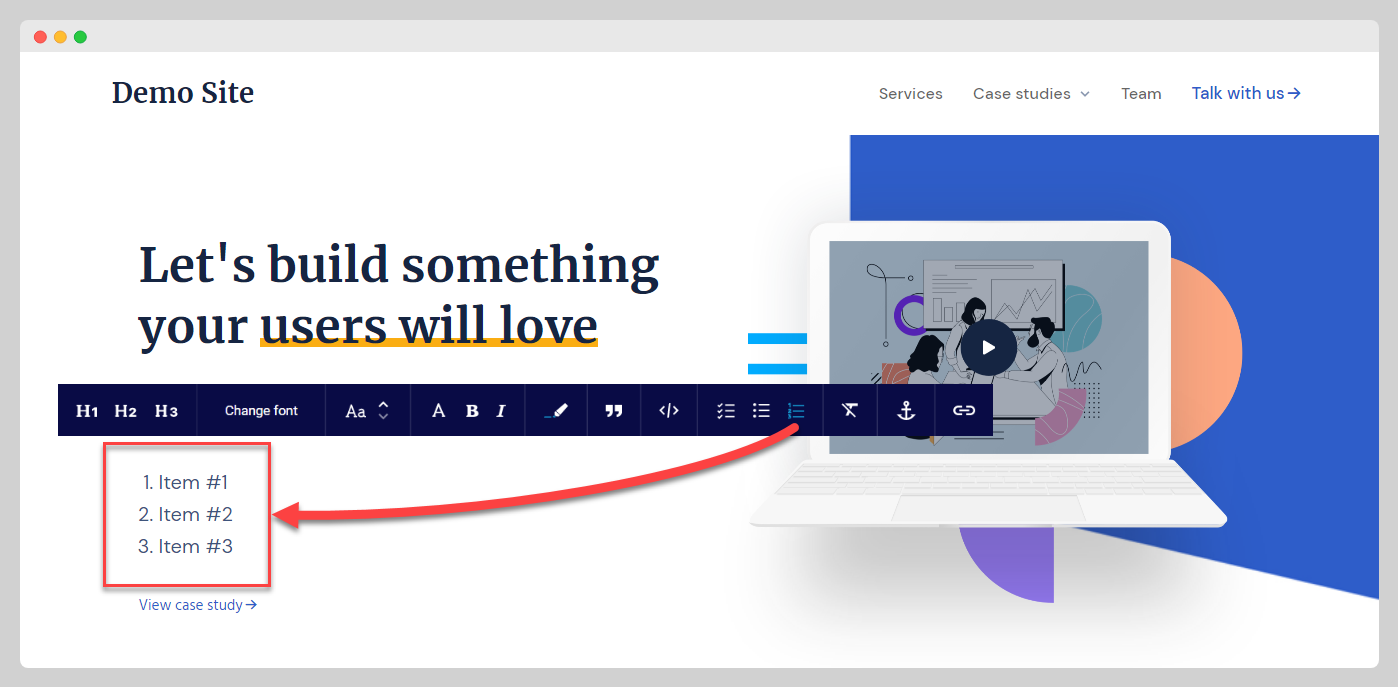 Demo Site
Services Case studies Team Talk with us →
Let's build something
your users will love
H1 H2 H3 Change font Aa A B I ” </>
1. Item #1
2. Item #2
3. Item #3
View case study →